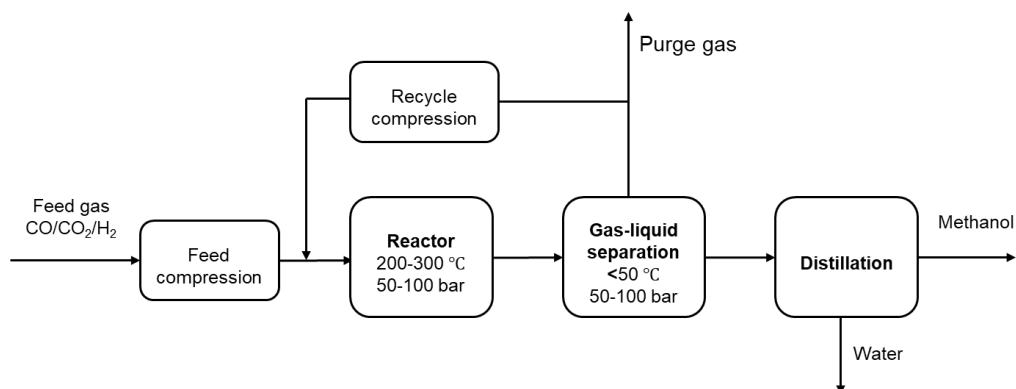 Purge gas
Recycle
compression
Feed gas
CO/CO₂/H₂
Feed
compression
Reactor
200-300 °C
50-100 bar
Gas-liquid
separation
<50 °C
50-100 bar
Distillation
Methanol
Water